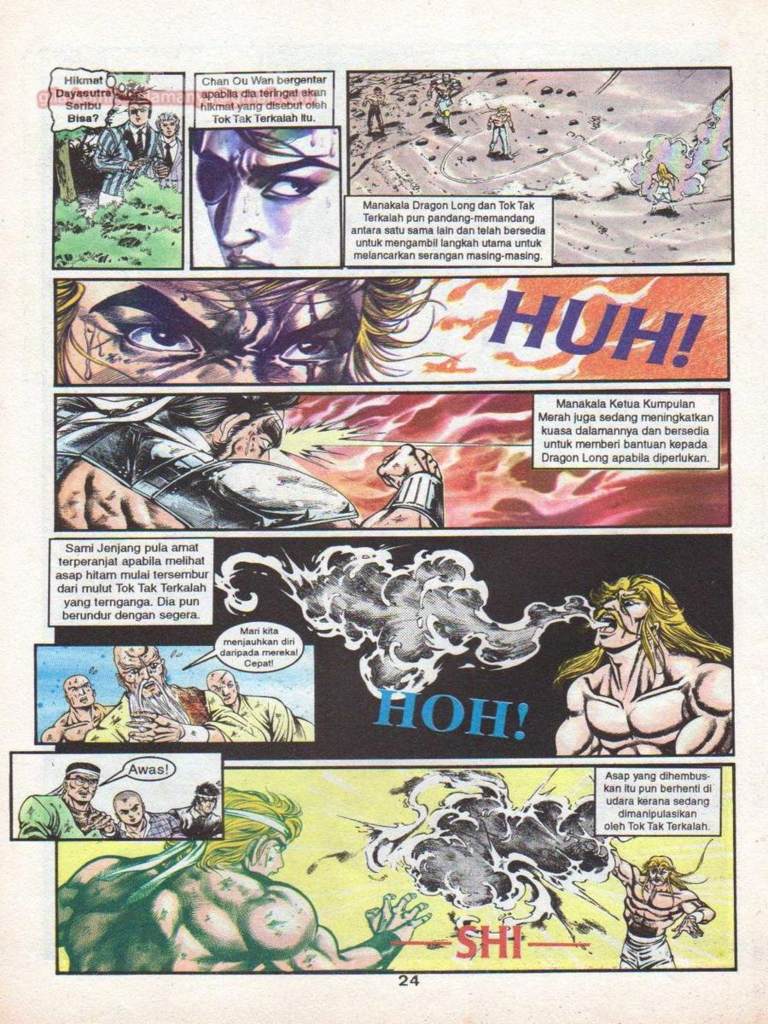 Hikmat
Dayasutra
Seribu
Bisa?
Chan Ou Wan bergentar
apabila dia teringat akan
hikmat yang disebut oleh
Tok Tak Terkalah itu.
Manakala Dragon Long dan Tok Tak
Terkalah pun pandang-memandang
antara satu sama lain dan telah bersedia
untuk mengambil langkah utama untuk
melancarkan serangan masing-masing.
HUH!
Manakala Ketua Kumpulan
Merah juga sedang meningkatkan
kuasa dalamannya dan bersedia
untuk memberi bantuan kepada
Dragon Long apabila diperlukan.
Sami Jenjang pula amat
terperanjat apabila melihat
asap hitam mulai tersembur
dari mulut Tok Tak Terkalah
yang ternganga. Dia pun
berundur dengan segera.
Mari kita
menjauhkan diri
daripada mereka!
Cepat!
HOH!
Awas!
Asap yang dihembus-
kan itu pun berhenti di
udara kerana sedang
dimanipulasikan
oleh Tok Tak Terkalah.
SHI
24